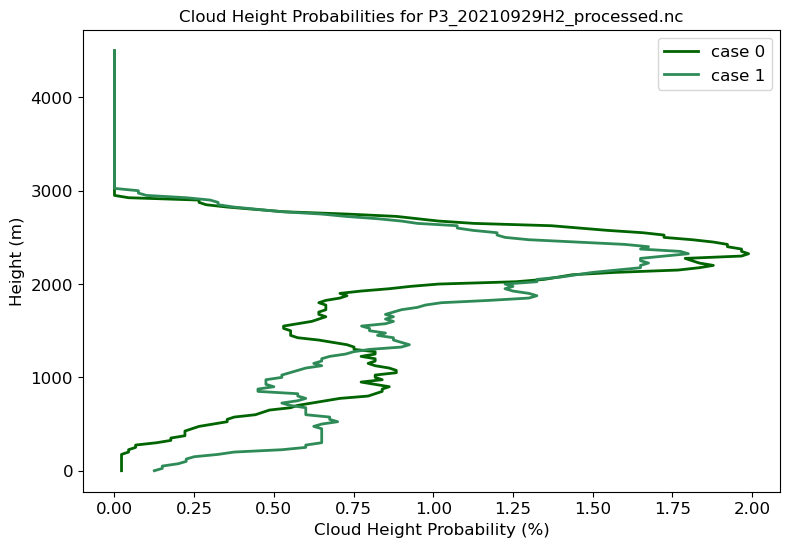 Cloud Height Probabilities for P3_20210929H2_processed.nc
case 0
case 1
4000
3000
2000
1000
0
Height (m)
0.00 0.25 0.50 0.75 1.00 1.25 1.50 1.75 2.00
Cloud Height Probability (%)